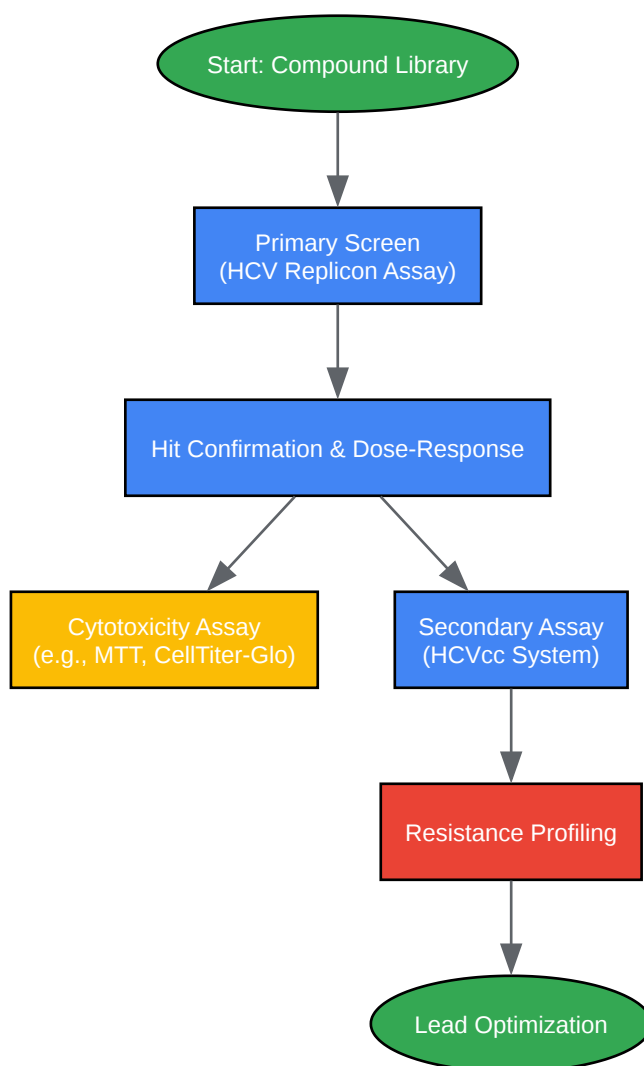 Start: Compound Library
Primary Screen
(HCV Replicon Assay)
Hit Confirmation & Dose-Response
Cytotoxicity Assay
(e.g., MTT, CellTiter-Glo)
Secondary Assay
(HCVcc System)
Resistance Profiling
Lead Optimization